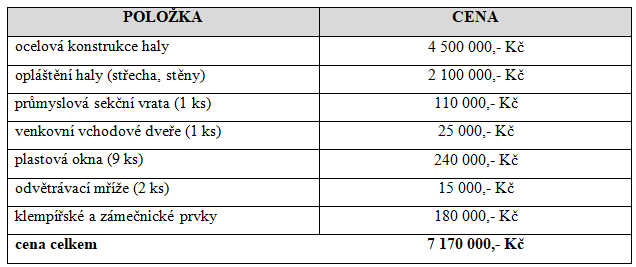 POLOŽKA CENA
ocelová konstrukce haly 4 500 000,- Kč
opláštění haly (střecha, stěny) 2 100 000,- Kč
průmyslová sekční vrata (1 ks) 110 000,- Kč
venkovní vchodové dveře (1 ks) 25 000,- Kč
plastová okna (9 ks) 240 000,- Kč
odvětrávací mříže (2 ks) 15 000,- Kč
klempířské a zámečnické prvky 180 000,- Kč
cena celkem 7 170 000,- Kč